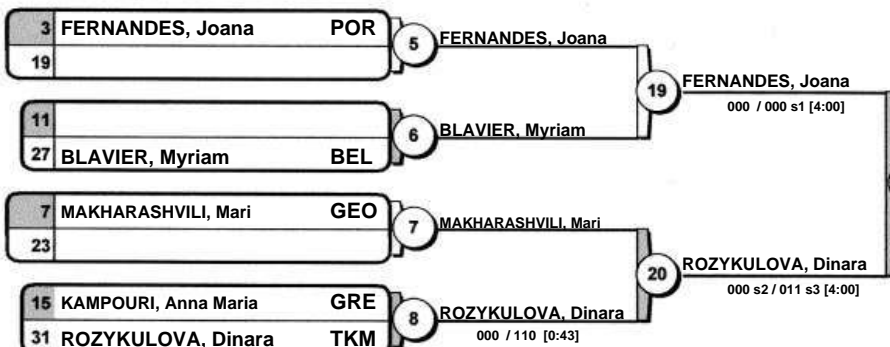 3 FERNANDES, Joana POR
19
5 FERNANDES, Joana
11
27 BLAVIER, Myriam BEL
6 BLAVIER, Myriam
19 FERNANDES, Joana
000 / 000 s1 [4:00]
7 MAKHARASHVILI, Mari GEO
23
7 MAKHARASHVILI, Mari
15 KAMPOURI, Anna Maria GRE
31 ROZYKULOVA, Dinara TKM
8 ROZYKULOVA, Dinara
000 / 110 [0:43]
20 ROZYKULOVA, Dinara
000 s2 / 011 s3 [4:00]